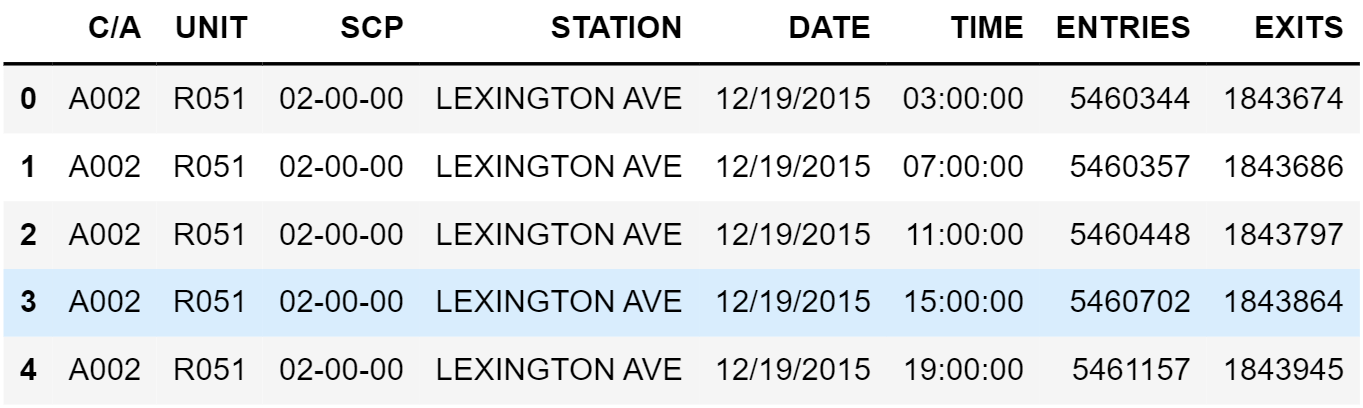 C/A UNIT SCP STATION DATE TIME ENTRIES EXITS
0 A002 R051 02-00-00 LEXINGTON AVE 12/19/2015 03:00:00 5460344 1843674
1 A002 R051 02-00-00 LEXINGTON AVE 12/19/2015 07:00:00 5460357 1843686
2 A002 R051 02-00-00 LEXINGTON AVE 12/19/2015 11:00:00 5460448 1843797
3 A002 R051 02-00-00 LEXINGTON AVE 12/19/2015 15:00:00 5460702 1843864
4 A002 R051 02-00-00 LEXINGTON AVE 12/19/2015 19:00:00 5461157 1843945